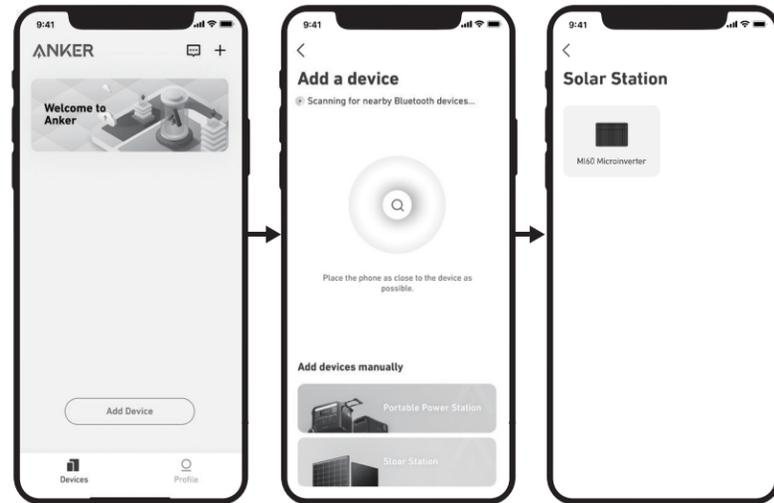 9:41
ANKER
Welcome to
Anker
Add Device
Devices
Profile
9:41
Add a device
Scanning for nearby Bluetooth devices...
Place the phone as close to the device as
possible.
Add devices manually
Portable Power Station
Sloar Station
9:41
Solar Station
MI60 Microinverter